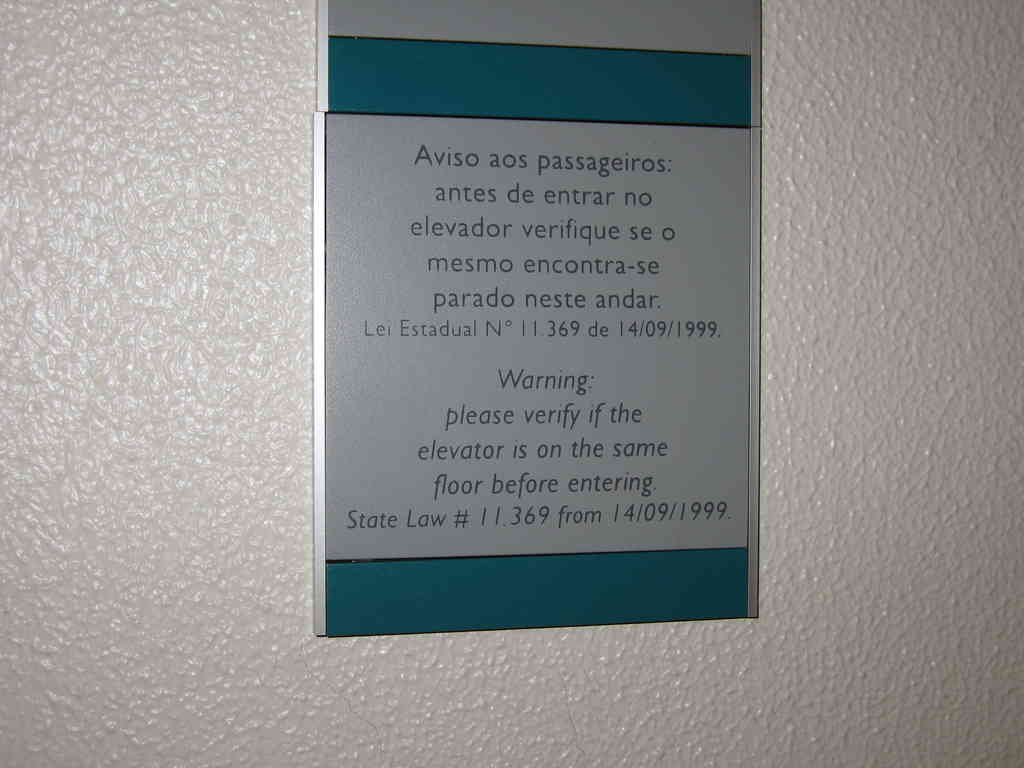 Aviso aos passageiros:
antes de entrar no
elevador verifique se o
mesmo encontra-se
parado neste andar.
Lei Estadual N° 11.369 de 14/09/1999.
Warning:
please verify if the
elevator is on the same
floor before entering.
State Law # 11.369 from 14/09/1999.